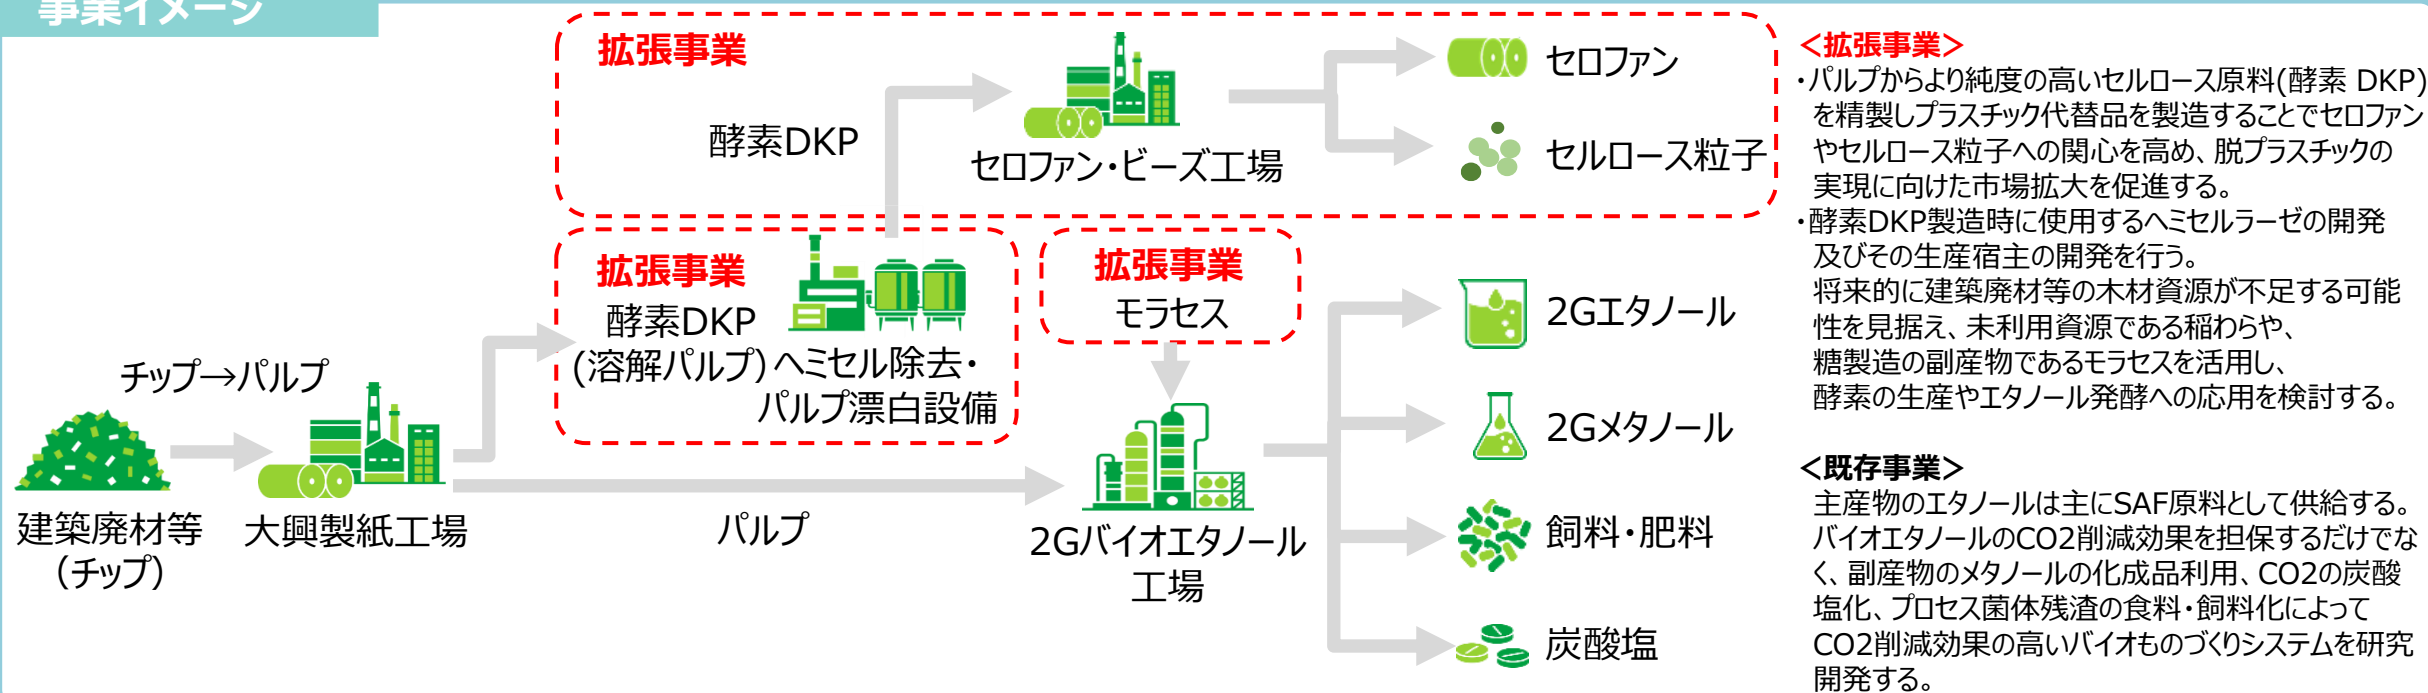 事業イメージ
拡張事業
酵素DKP
セロファン・ビーズ工場
セロファン
セルロース粒子
拡張事業
酵素DKP
(溶解パルプ)
ヘミセル除去・
パルプ漂白設備
拡張事業
モラセス
チップ→パルプ
建築廃材等
(チップ)
大興製紙工場
パルプ
2Gバイオエタノール
工場
2Gエタノール
2Gメタノール
飼料・肥料
炭酸塩
<拡張事業>
・パルプからより純度の高いセルロース原料(酵素 DKP)
を精製しプラスチック代替品を製造することでセロファン
やセルロース粒子への関心を高め、脱プラスチックの
実現に向けた市場拡大を促進する。
・酵素DKP製造時に使用するヘミセルラーゼの開発
及びその生産宿主の開発を行う。
将来的に建築廃材等の木材資源が不足する可能
性を見据え、未利用資源である稲わらや、
糖製造の副産物であるモラセスを活用し、
酵素の生産やエタノール発酵への応用を検討する。
<既存事業>
主産物のエタノールは主にSAF原料として供給する。
バイオエタノールのCO2削減効果を担保するだけでな
く、副産物のメタノールの化成品利用、CO2の炭酸
塩化、プロセス菌体残渣の食料・飼料化によって
CO2削減効果の高いバイオものづくりシステムを研究
開発する。